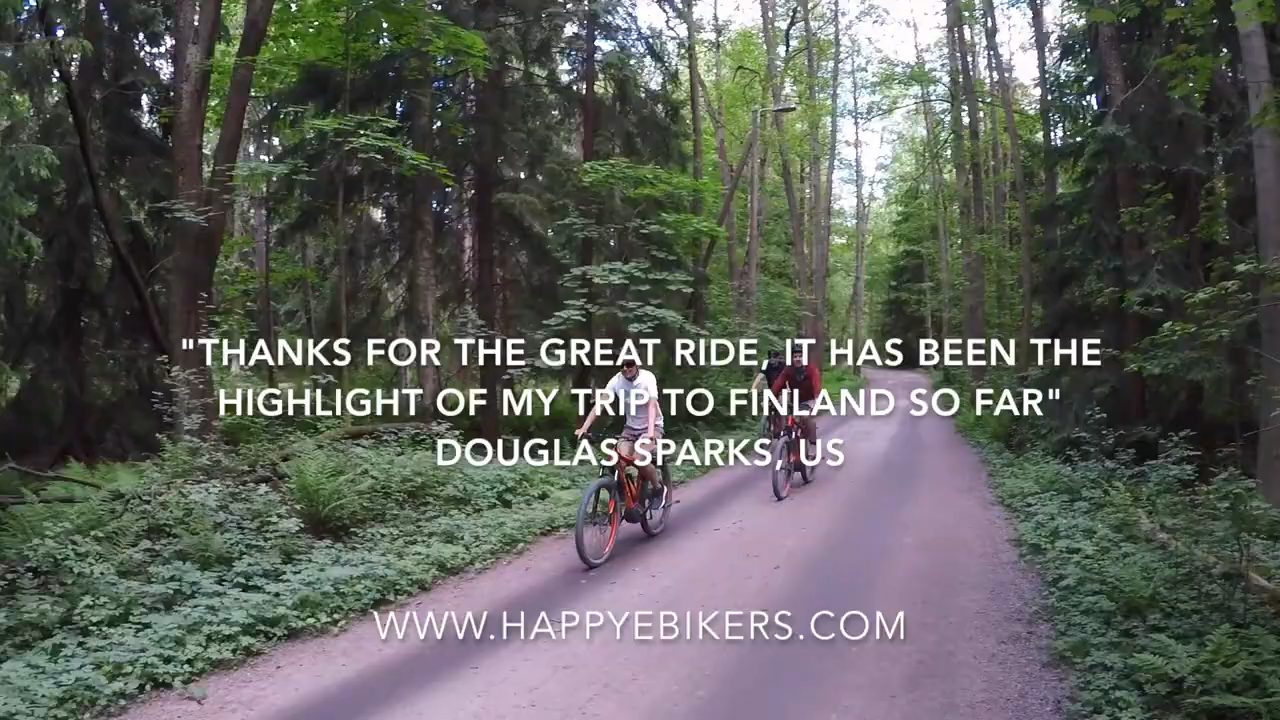 "THANKS FOR THE GREAT RIDE, IT HAS BEEN THE
HIGHLIGHT OF MY TRIP TO FINLAND SO FAR"
DOUGLAS SPARKS, US
WWW.HAPPYEBIKERS.COM